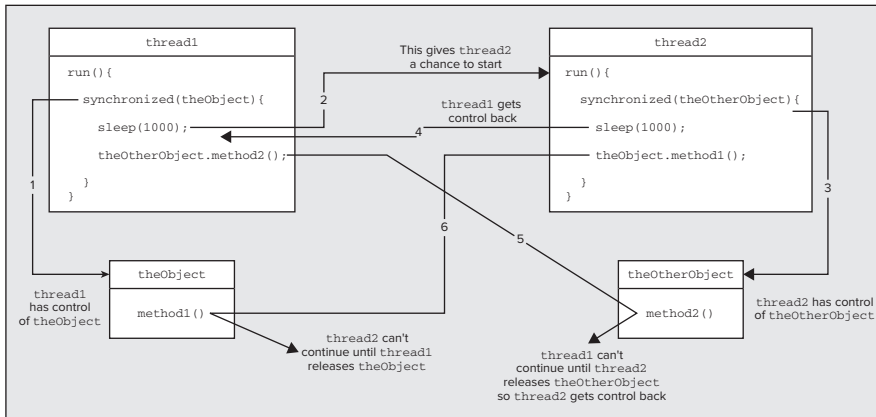 thread1
run(){
synchronized(theObject){
sleep(1000);
theOtherObject.method2();
}
}
This gives thread2
a chance to start
2
thread1 gets
control back
4
thread2
run(){
synchronized(theOtherObject){
sleep(1000);
theObject.method1();
}
}
1
3
6
5
thread1
has control
of theObject
theObject
method1()
thread2 can't
continue until thread1
releases theObject
theOtherObject
method2()
thread2 has control
of theOtherObject
thread1 can't
continue until thread2
releases theOtherObject
so thread2 gets control back